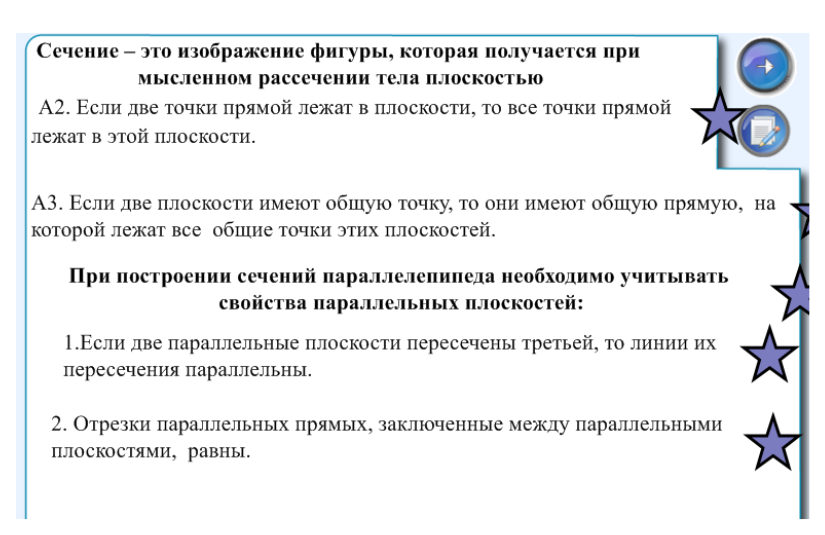 Сечение – это изображение фигуры, которая получается при
мысленном рассечении тела плоскостью
А2. Если две точки прямой лежат в плоскости, то все точки прямой
лежат в этой плоскости.
А3. Если две плоскости имеют общую точку, то они имеют общую прямую, на
которой лежат все общие точки этих плоскостей.
При построении сечений параллелепипеда необходимо учитывать
свойства параллельных плоскостей:
1.Если две параллельные плоскости пересечены третьей, то линии их
пересечения параллельны.
2. Отрезки параллельных прямых, заключенные между параллельными
плоскостями, равны.